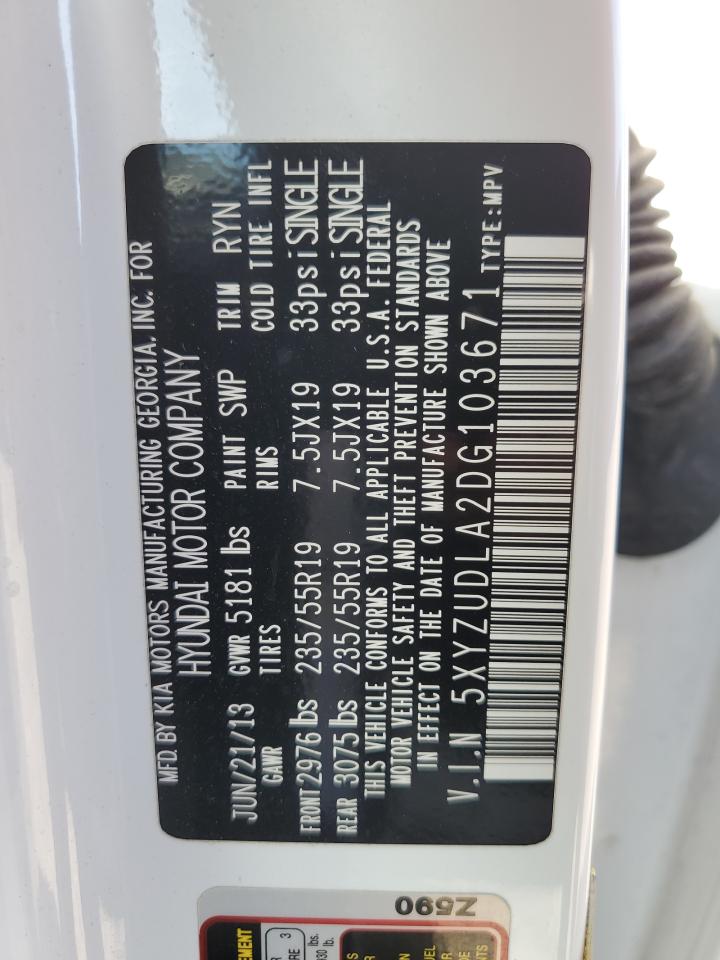 MFD. BY KIA MOTORS MANUFACTURING GEORGIA, INC. FOR
HYUNDAI MOTOR COMPANY
JUN/21/13 GVWR 5181 lbs PAINT SWP TRIM RYN
GAWR TIRES RIMS COLD TIRE INFL
FRONT 2976 lbs 235/55R19 7.5JX19 33psi SINGLE
REAR 3075 lbs 235/55R19 7.5JX19 33psi SINGLE
THIS VEHICLE CONFORMS TO ALL APPLICABLE U.S.A. FEDERAL
MOTOR VEHICLE SAFETY AND THEFT PREVENTION STANDARDS
IN EFFECT ON THE DATE OF MANUFACTURE SHOWN ABOVE
V.I.N 5XYZUDLA2DG103671 TYPE:MPV
Z590
3
lbs.